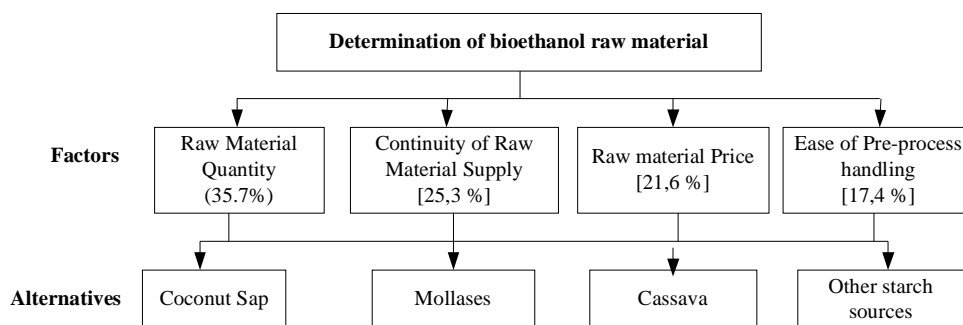 Determination of bioethanol raw material
Factors
Raw Material
Quantity
(35.7%)
Continuity of Raw
Material Supply
[25,3 %]
Raw material Price
[21,6 %]
Ease of Pre-process
handling
[17,4 %]
Alternatives
Coconut Sap
Mollases
Cassava
Other starch
sources